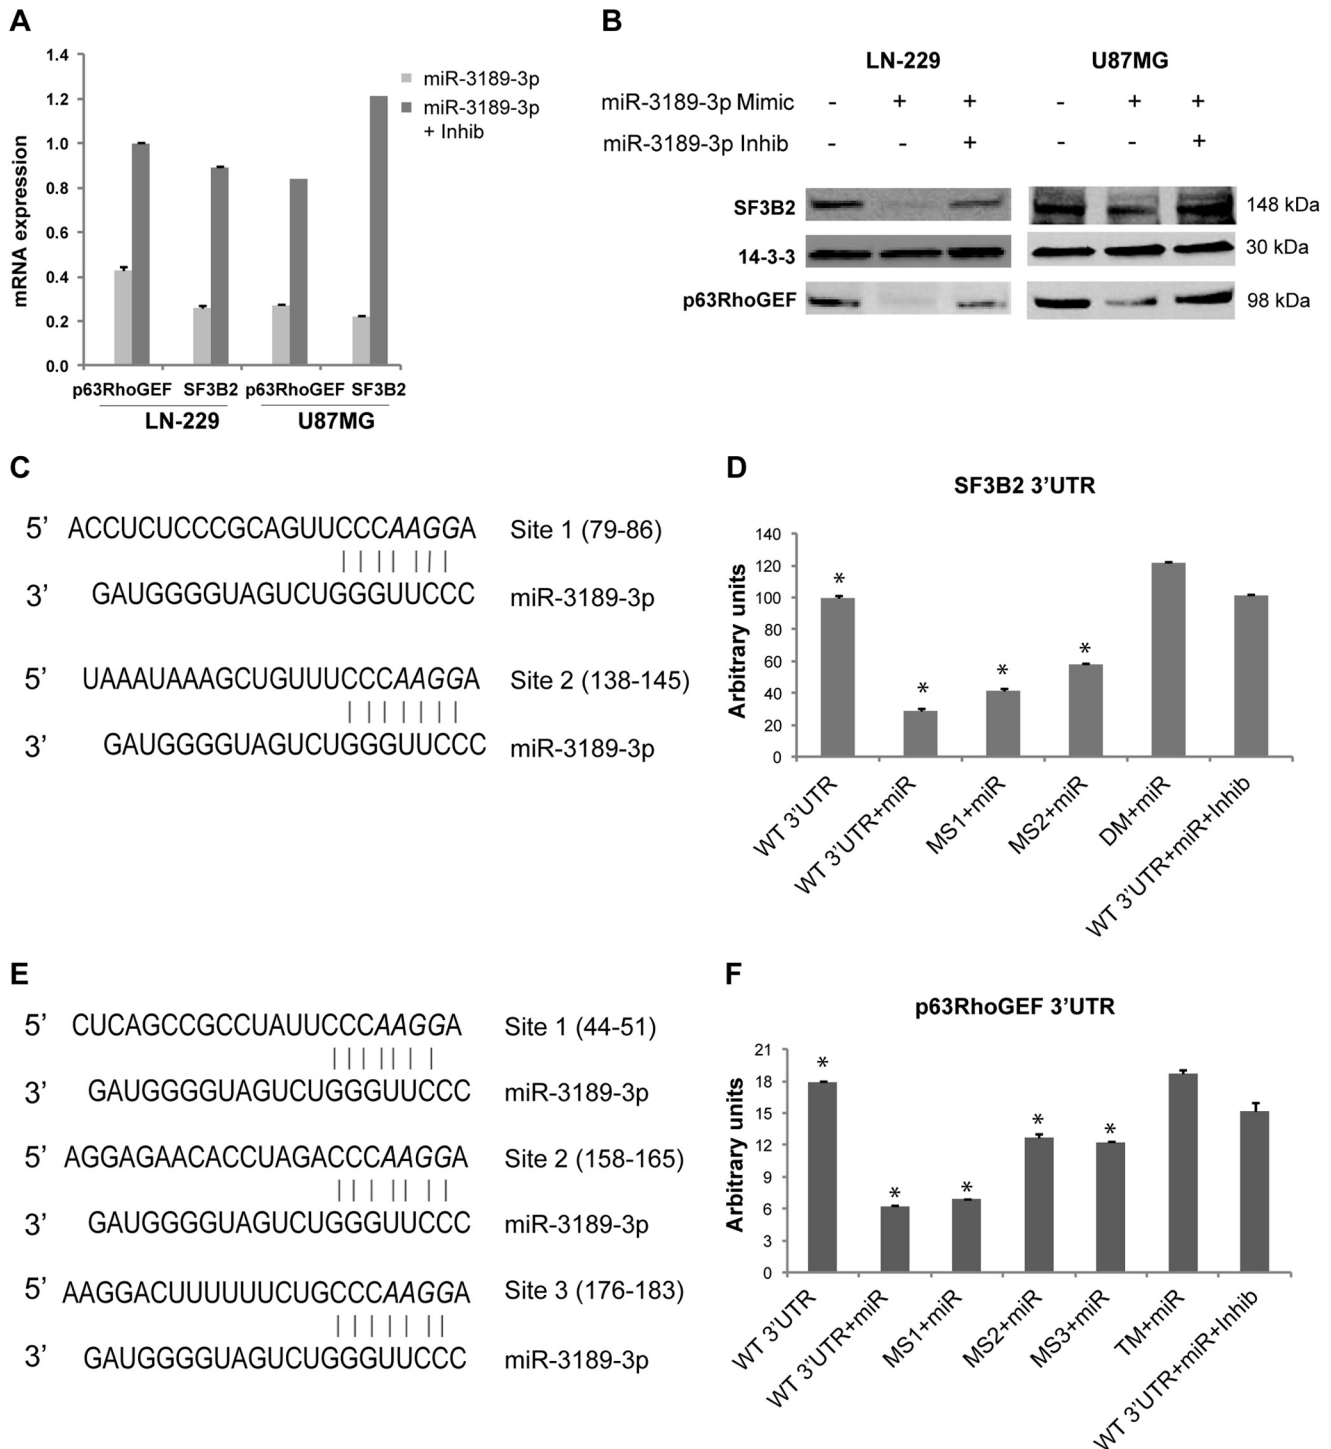 A
1.4
1.2
1.0
0.8
0.6
0.4
0.2
0.0
mRNA expression
miR-3189-3p
miR-3189-3p
+ Inhib
p63RhoGEF SF3B2 p63RhoGEF SF3B2
LN-229 U87MG
B
LN-229 U87MG
miR-3189-3p Mimic - + + - + +
miR-3189-3p Inhib - - + - - +
SF3B2 148 kDa
14-3-3 30 kDa
p63RhoGEF 98 kDa
C
5’ ACCUCUCCCGCAGUUCCCAAGGA Site 1 (79-86)
3’ GAUGGGGUAGUCUGGGUUCCC miR-3189-3p
5’ UAAAUAAAGCUGUUUCCCAAGGA Site 2 (138-145)
3’ GAUGGGGUAGUCUGGGUUCCC miR-3189-3p
D
SF3B2 3’UTR
140
120
100
80
60
40
20
0
Arbitrary units
* * * *
WT 3’UTR
WT 3’UTR+miR
MS1+miR
MS2+miR
DM+miR
WT 3’UTR+miR+Inhib
E
5’ CUCAGCCGCCUAUUCCCAAGGA Site 1 (44-51)
3’ GAUGGGGUAGUCUGGGUUCCC miR-3189-3p
5’ AGGAGAACACCUAGACCCAAGGA Site 2 (158-165)
3’ GAUGGGGUAGUCUGGGUUCCC miR-3189-3p
5’ AAGGACUUUUUUCUGCCCAAGGA Site 3 (176-183)
3’ GAUGGGGUAGUCUGGGUUCCC miR-3189-3p
F
p63RhoGEF 3’UTR
21
18
15
12
9
6
3
0
Arbitrary units
* * * * *
WT 3’UTR
WT 3’UTR+miR
MS1+miR
MS2+miR
MS3+miR
TM+miR
WT 3’UTR+miR+Inhib